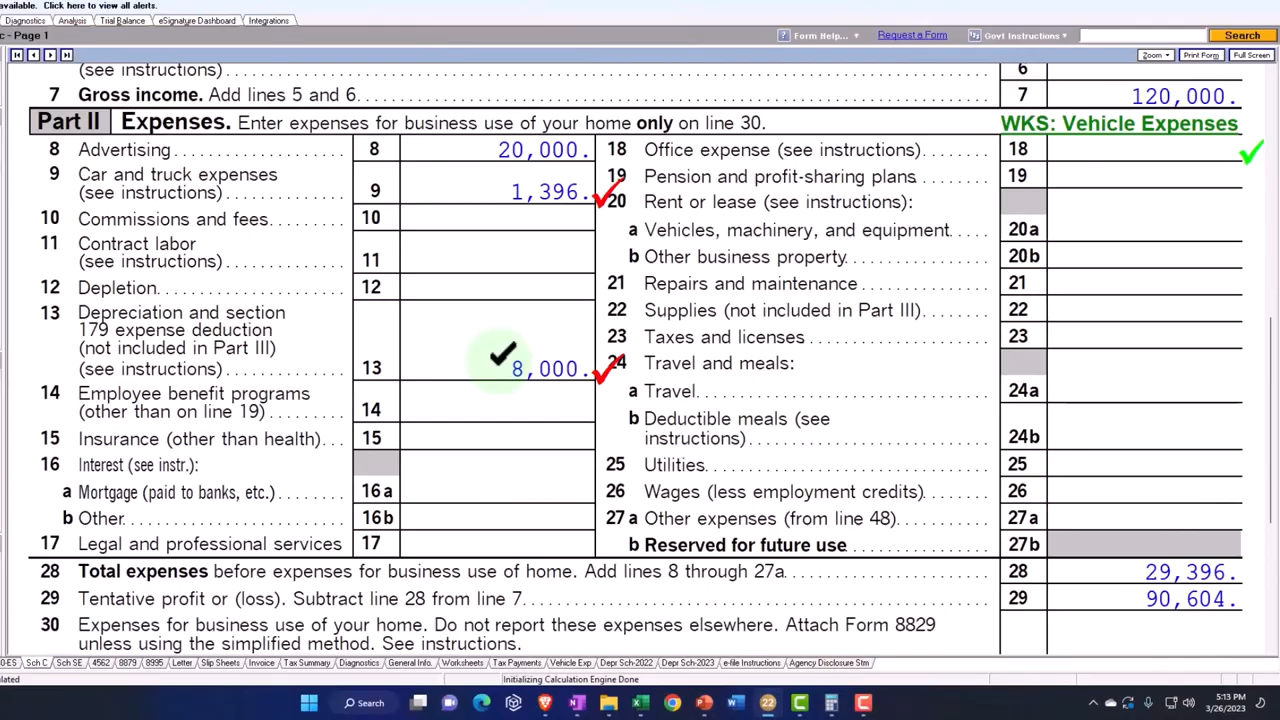 available. Click here to view all alerts.
Diagnostics Analysis Trial Balance eSignature Dashboard Integrations
c - Page 1
? Form Help... Request a Form Govt Instructions Search
Zoom Print Form Full Screen
(see instructions) 6
7 Gross income. Add lines 5 and 6 7 120,000.
Part II Expenses. Enter expenses for business use of your home only on line 30. WKS: Vehicle Expenses
8 Advertising 8 20,000. 18 Office expense (see instructions) 18
9 Car and truck expenses
(see instructions) 9 1,396. 19 Pension and profit-sharing plans 19
20 Rent or lease (see instructions):
10 Commissions and fees 10
a Vehicles, machinery, and equipment 20a
11 Contract labor
(see instructions) 11 b Other business property 20b
12 Depletion 12 21 Repairs and maintenance 21
13 Depreciation and section
179 expense deduction
(not included in Part III)
(see instructions) 13 8,000. 22 Supplies (not included in Part III) 22
23 Taxes and licenses 23
24 Travel and meals:
a Travel 24a
14 Employee benefit programs
(other than on line 19) 14 b Deductible meals (see
instructions) 24b
15 Insurance (other than health) 15
16 Interest (see instr.): 25 Utilities 25
a Mortgage (paid to banks, etc.) 16a 26 Wages (less employment credits) 26
b Other 16b 27a Other expenses (from line 48) 27a
17 Legal and professional services 17 b Reserved for future use 27b
28 Total expenses before expenses for business use of home. Add lines 8 through 27a 28 29,396.
29 Tentative profit or (loss). Subtract line 28 from line 7 29 90,604.
30 Expenses for business use of your home. Do not report these expenses elsewhere. Attach Form 8829
unless using the simplified method. See instructions.
0-ES Sch C Sch SE 4562 8879 8995 Letter Slip Sheets Invoice Tax Summary Diagnostics General Info. Worksheets Tax Payments Vehicle Exp Depr Sch-2022 Depr Sch-2023 e-file Instructions Agency Disclosure Stm
ulated Initializing Calculation Engine Done
Search 22 5:13 PM
3/26/2023